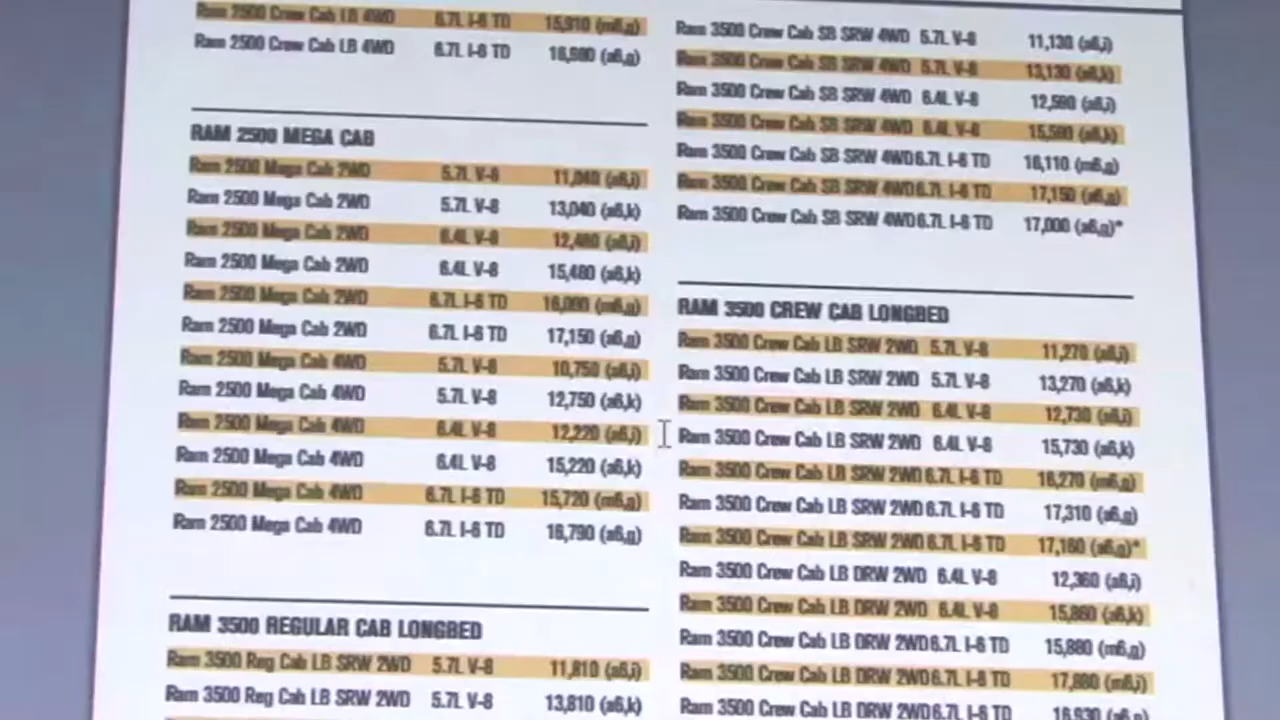 Ram 2500 Crew Cab LB 4WD 6.7L I-6 TD 15,910 (m6,g)
Ram 2500 Crew Cab LB 4WD 6.7L I-6 TD 16,980 (a6,g)
RAM 2500 MEGA CAB
Ram 2500 Mega Cab 2WD 5.7L V-8 11,040 (a6,i)
Ram 2500 Mega Cab 2WD 5.7L V-8 13,040 (a6,k)
Ram 2500 Mega Cab 2WD 6.4L V-8 12,480 (a6,i)
Ram 2500 Mega Cab 2WD 6.4L V-8 15,480 (a6,k)
Ram 2500 Mega Cab 2WD 6.7L I-6 TD 16,090 (m6,g)
Ram 2500 Mega Cab 2WD 6.7L I-6 TD 17,150 (a6,g)
Ram 2500 Mega Cab 4WD 5.7L V-8 10,750 (a6,i)
Ram 2500 Mega Cab 4WD 5.7L V-8 12,750 (a6,k)
Ram 2500 Mega Cab 4WD 6.4L V-8 12,220 (a6,i)
Ram 2500 Mega Cab 4WD 6.4L V-8 15,220 (a6,k)
Ram 2500 Mega Cab 4WD 6.7L I-6 TD 15,720 (m6,g)
Ram 2500 Mega Cab 4WD 6.7L I-6 TD 16,790 (a6,g)
RAM 3500 REGULAR CAB LONGBED
Ram 3500 Reg Cab LB SRW 2WD 5.7L V-8 11,810 (a6,i)
Ram 3500 Reg Cab LB SRW 2WD 5.7L V-8 13,810 (a6,k)
Ram 3500 Crew Cab SB SRW 4WD 5.7L V-8 11,130 (a6,i)
Ram 3500 Crew Cab SB SRW 4WD 5.7L V-8 13,130 (a6,k)
Ram 3500 Crew Cab SB SRW 4WD 6.4L V-8 12,590 (a6,i)
Ram 3500 Crew Cab SB SRW 4WD 6.4L V-8 15,590 (a6,k)
Ram 3500 Crew Cab SB SRW 4WD 6.7L I-6 TD 16,110 (m6,g)
Ram 3500 Crew Cab SB SRW 4WD 6.7L I-6 TD 17,150 (a6,g)
Ram 3500 Crew Cab SB SRW 4WD 6.7L I-6 TD 17,000 (a6,g)*
RAM 3500 CREW CAB LONGBED
Ram 3500 Crew Cab LB SRW 2WD 5.7L V-8 11,270 (a6,i)
Ram 3500 Crew Cab LB SRW 2WD 5.7L V-8 13,270 (a6,k)
Ram 3500 Crew Cab LB SRW 2WD 6.4L V-8 12,730 (a6,i)
Ram 3500 Crew Cab LB SRW 2WD 6.4L V-8 15,730 (a6,k)
Ram 3500 Crew Cab LB SRW 2WD 6.7L I-6 TD 16,270 (m6,g)
Ram 3500 Crew Cab LB SRW 2WD 6.7L I-6 TD 17,310 (a6,g)
Ram 3500 Crew Cab LB SRW 2WD 6.7L I-6 TD 17,160 (a6,g)*
Ram 3500 Crew Cab LB DRW 2WD 6.4L V-8 12,360 (a6,i)
Ram 3500 Crew Cab LB DRW 2WD 6.4L V-8 15,860 (a6,k)
Ram 3500 Crew Cab LB DRW 2WD 6.7L I-6 TD 15,880 (m6,g)
Ram 3500 Crew Cab LB DRW 2WD 6.7L I-6 TD 17,880 (m6,i)
Ram 3500 Crew Cab LB DRW 2WD 6.7L I-6 TD 16,930 (a6,g)